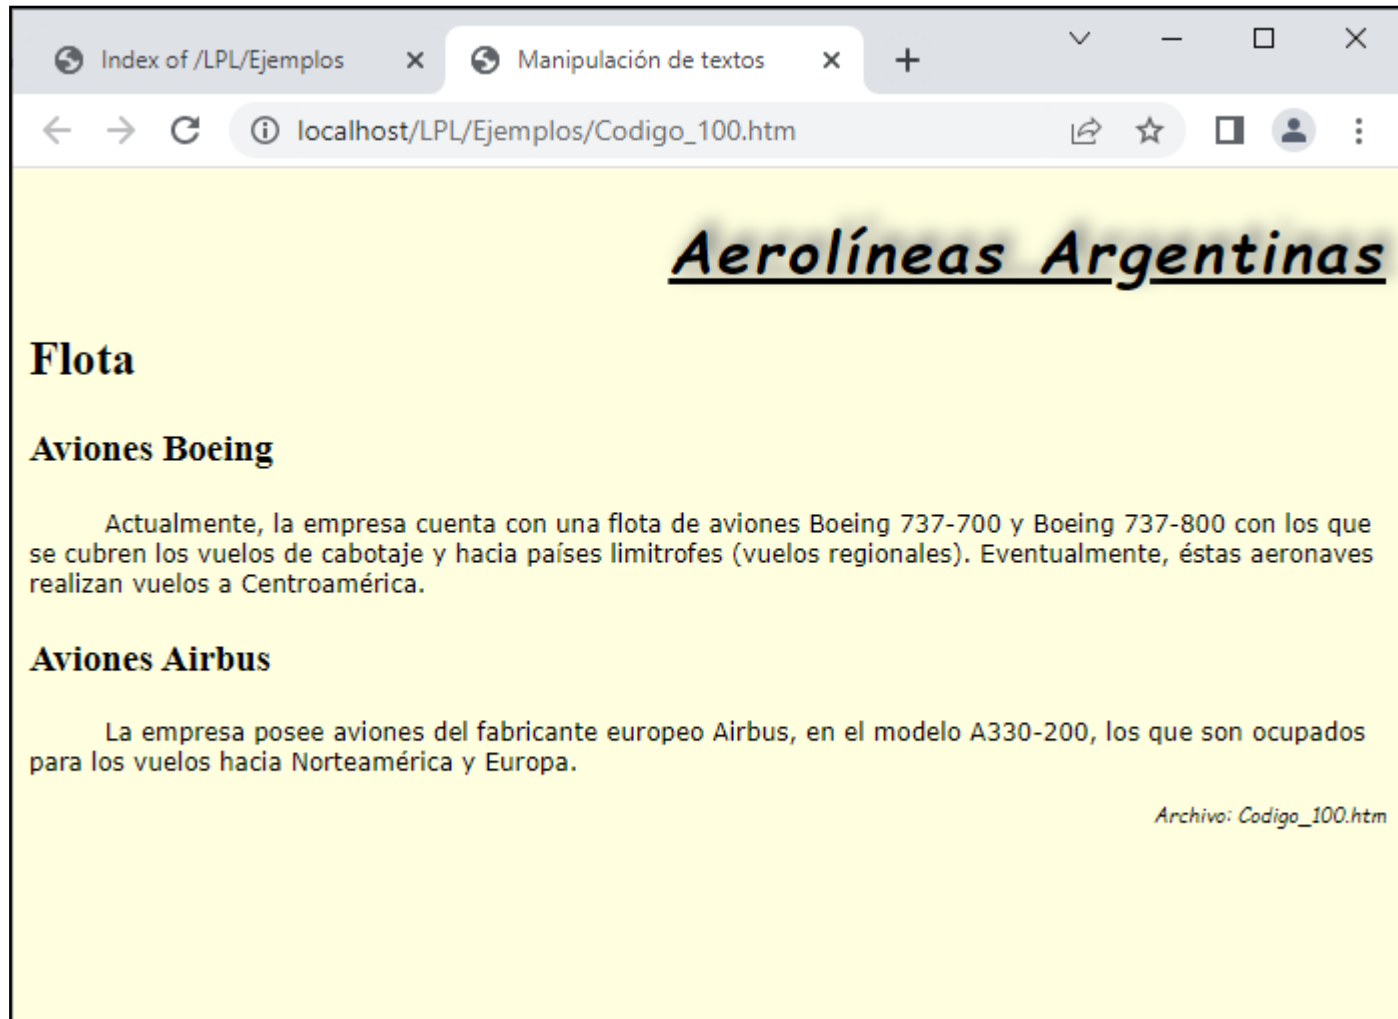 Index of /LPL/Ejemplos
Manipulación de textos
localhost/LPL/Ejemplos/Codigo_100.htm
Aerolíneas Argentinas
Flota
Aviones Boeing
Actualmente, la empresa cuenta con una flota de aviones Boeing 737-700 y Boeing 737-800 con los que
se cubren los vuelos de cabotaje y hacia países limitrofes (vuelos regionales). Eventualmente, éstas aeronaves
realizan vuelos a Centroamérica.
Aviones Airbus
La empresa posee aviones del fabricante europeo Airbus, en el modelo A330-200, los que son ocupados
para los vuelos hacia Norteamérica y Europa.
Archivo: Codigo_100.htm